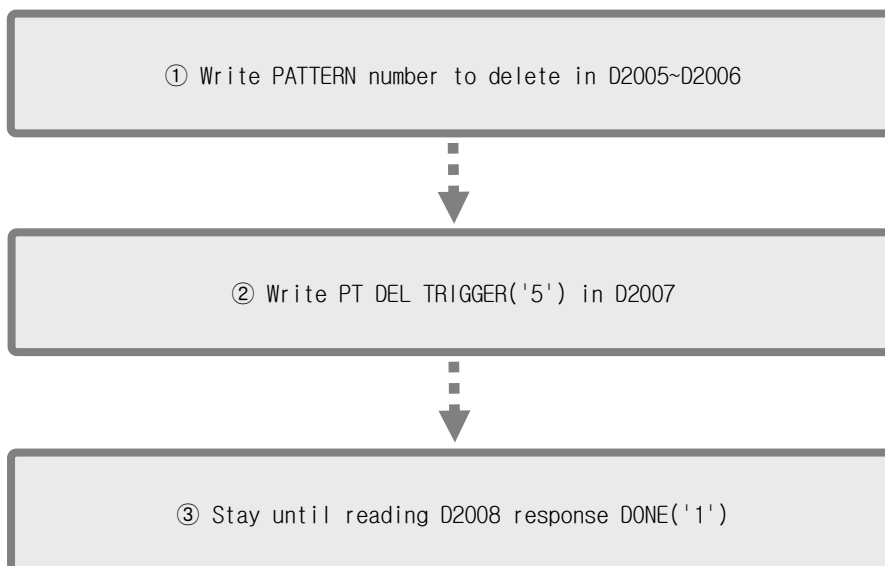 ① Write PATTERN number to delete in D2005~D2006
② Write PT DEL TRIGGER('5') in D2007
③ Stay until reading D2008 response DONE('1')